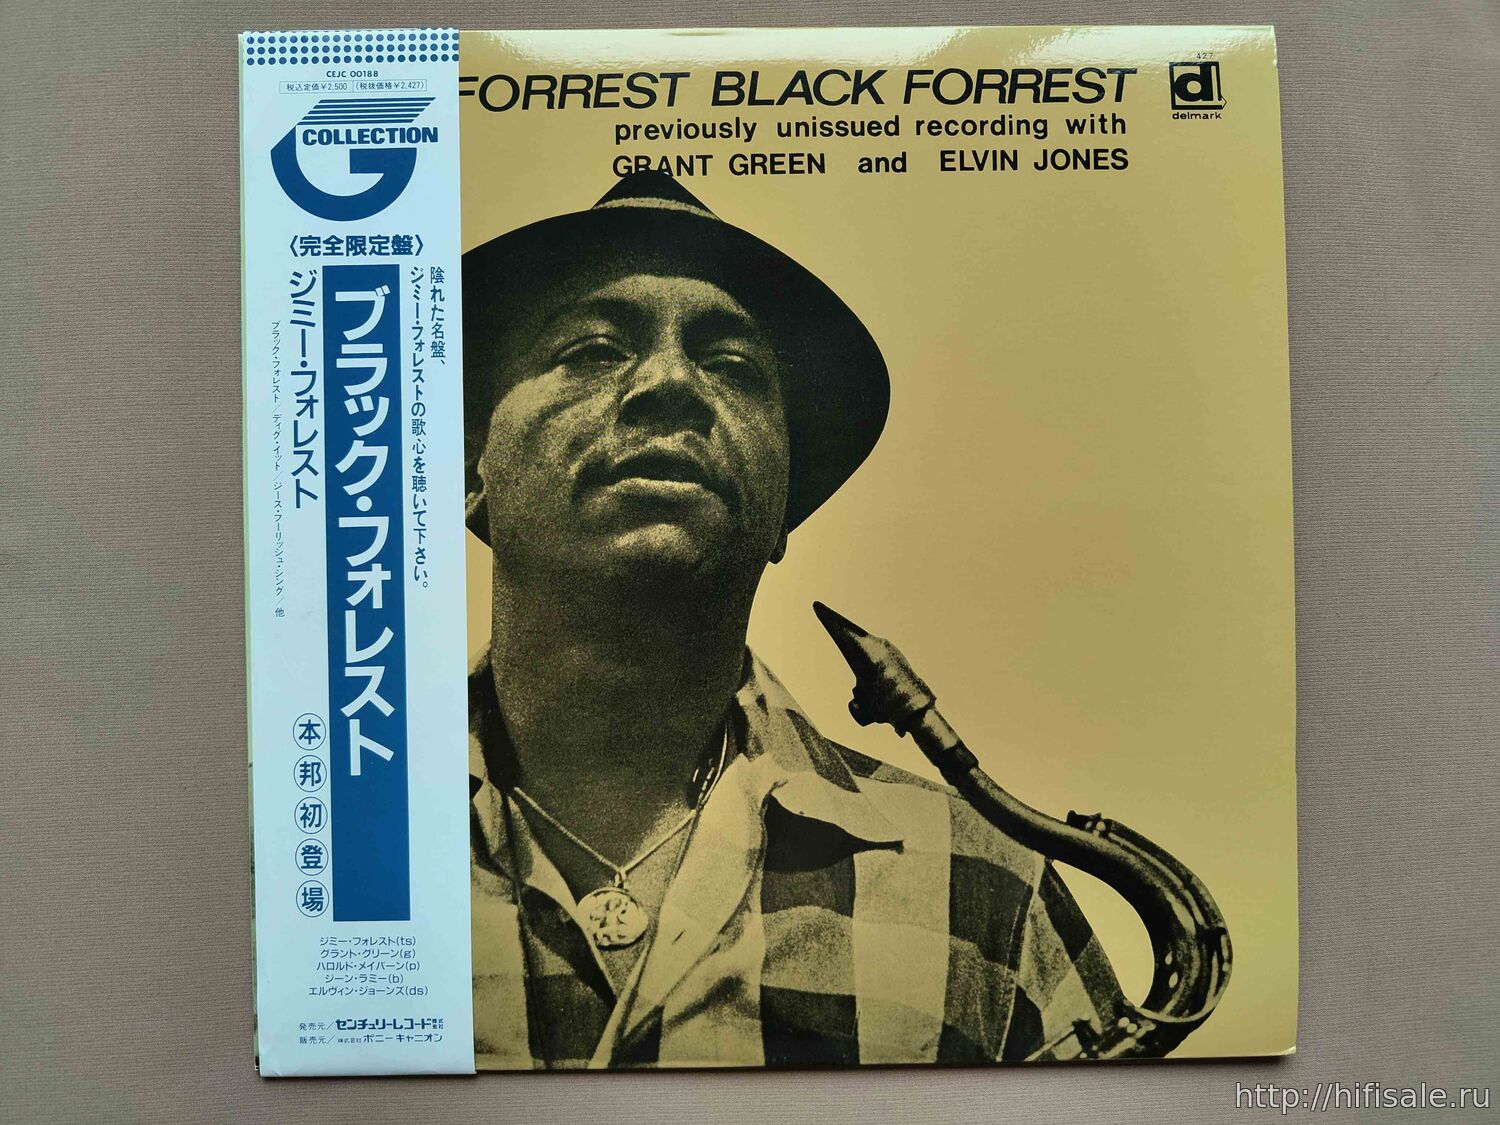 CEJC 00188
税込定価￥2,500 (税抜価格￥2,427)
G
COLLECTION
〈完全限定盤〉
陰れた名盤、
ジミー・フォレストの歌心を聴いて下さい。
ブラック・フォレスト
ジミー・フォレスト
ブラック・フォレスト／ディグ・イット／ジース・フーリッシュ・シング／他
本邦初登場
ジミー・フォレスト(ts)
グラント・グリーン(g)
ハロルド・メイバーン(p)
ジーン・ラミー(b)
エルヴィン・ジョーンズ(ds)
発売元／センチュリーレコード株式会社
販売元／株式会社ポニーキャニオン
FORREST BLACK FORREST
previously unissued recording with
GRANT GREEN and ELVIN JONES
427
d
delmark
http://hifisale.ru